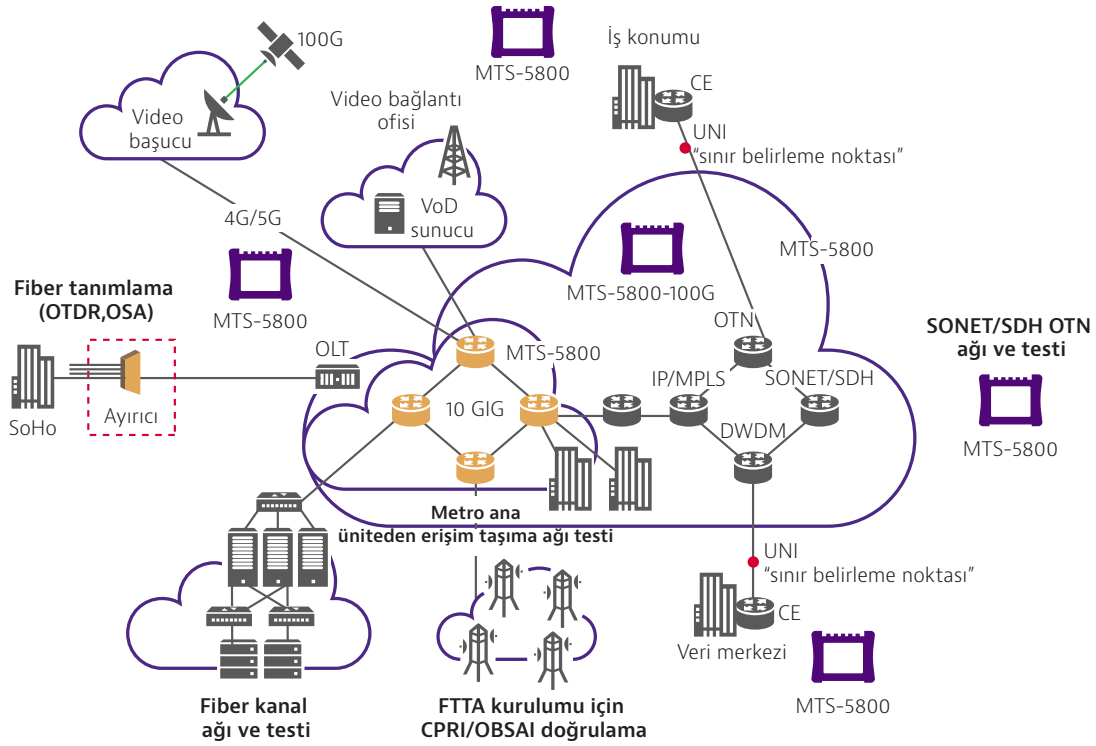 100G
MTS-5800
İş konumu
CE
Video
başucu
Video bağlantı
ofisi
UNI
“sınır belirleme noktası”
VoD
sunucu
4G/5G
MTS-5800
Fiber tanımlama
(OTDR,OSA)
MTS-5800
MTS-5800-100G
OTN
SONET/SDH OTN
ağı ve testi
OLT
MTS-5800
IP/MPLS
SONET/SDH
SoHo
Ayırıcı
10 GIG
DWDM
MTS-5800
Metro ana
üniteden erişim taşıma ağı testi
UNI
“sınır belirleme noktası”
CE
Veri merkezi
MTS-5800
Fiber kanal
ağı ve testi
FTTA kurulumu için
CPRI/OBSAI doğrulama